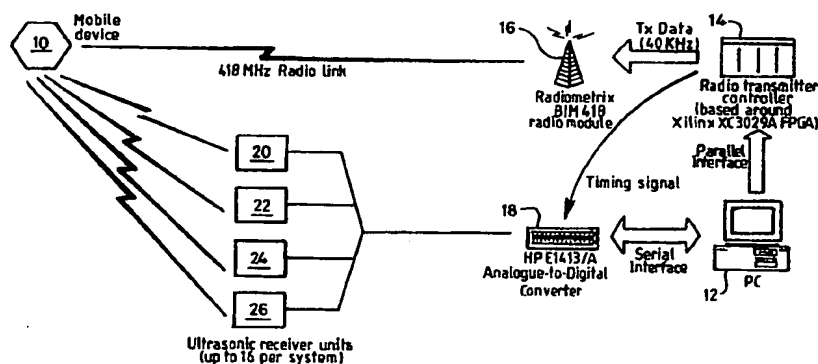 10
Mobile
device
418 MHz Radio link
16
Radiometrix
BIM 418
radio module
Tx Data
(40 KHz)
14
Radio transmitter
controller
(based around
Xilinx XC3029A FPGA)
Parallel
Interface
Timing signal
20
22
24
26
Ultrasonic receiver units
(up to 16 per system)
18
HP E1413/A
Analogue-to-Digital
Converter
Serial
Interface
12
PC